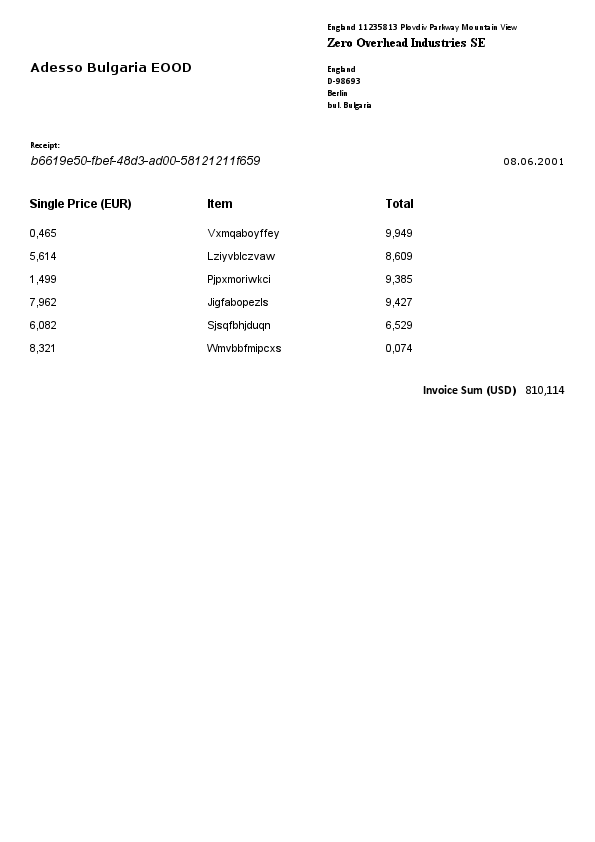 England 11235813 Plovdiv Parkway Mountain View
Zero Overhead Industries SE
Adesso Bulgaria EOOD
England
D-98693
Berlin
bul. Bulgaria
Receipt:
b6619e50-fbef-48d3-ad00-58121211f659 08.06.2001
Single Price (EUR) Item Total
0,465 Vxmqaboyffey 9,949
5,614 Lziyvblczvaw 8,609
1,499 Pjpxmoriwkci 9,385
7,962 Jigfabopezls 9,427
6,082 Sjsqfbhjduqn 6,529
8,321 Wmvbbfmipcxs 0,074
Invoice Sum (USD) 810,114